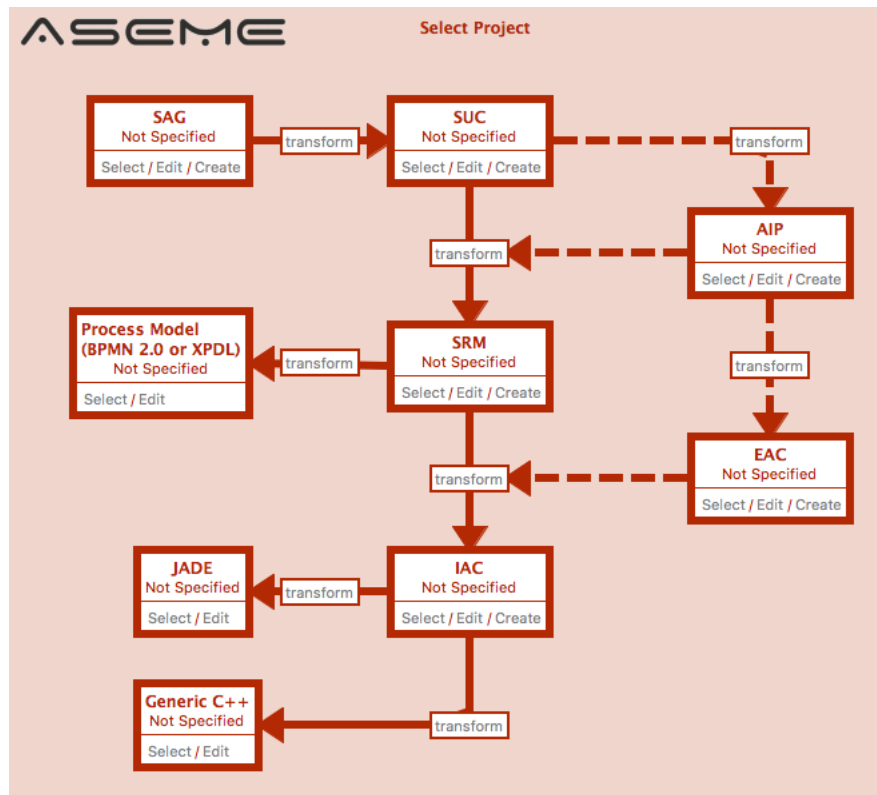 ASEME
Select Project
SAG
Not Specified
Select / Edit / Create
transform
SUC
Not Specified
Select / Edit / Create
transform
AIP
Not Specified
Select / Edit / Create
transform
Process Model
(BPMN 2.0 or XPDL)
Not Specified
Select / Edit
transform
SRM
Not Specified
Select / Edit / Create
transform
EAC
Not Specified
Select / Edit / Create
transform
JADE
Not Specified
Select / Edit
transform
IAC
Not Specified
Select / Edit / Create
Generic C++
Not Specified
Select / Edit
transform